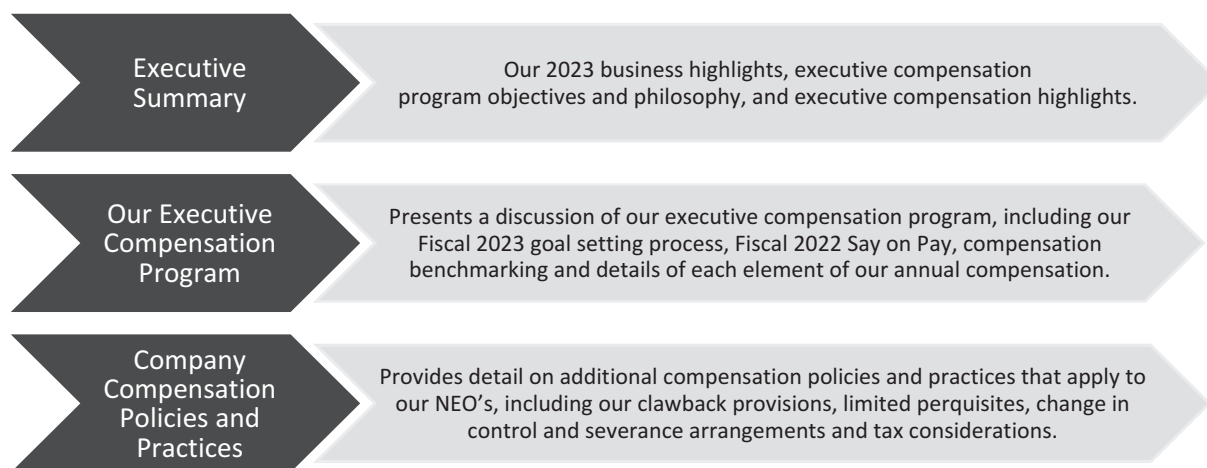 Executive
Summary
Our 2023 business highlights, executive compensation
program objectives and philosophy, and executive compensation highlights.
Our Executive
Compensation
Program
Presents a discussion of our executive compensation program, including our
Fiscal 2023 goal setting process, Fiscal 2022 Say on Pay, compensation
benchmarking and details of each element of our annual compensation.
Company
Compensation
Policies and
Practices
Provides detail on additional compensation policies and practices that apply to
our NEO’s, including our clawback provisions, limited perquisites, change in
control and severance arrangements and tax considerations.